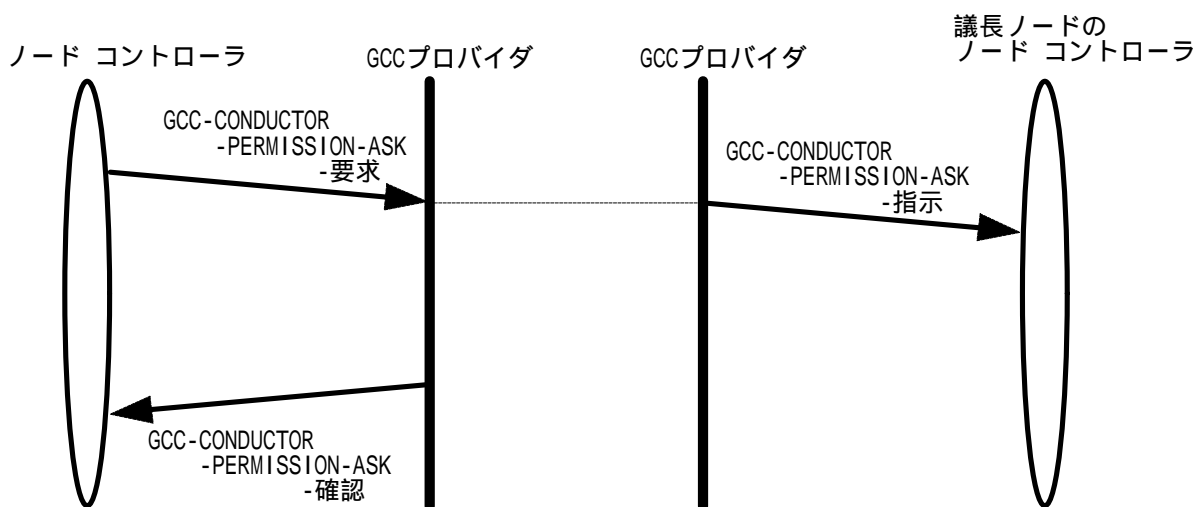 議長ノードの
ノード コントローラ
ノード コントローラ
GCCプロバイダ
GCCプロバイダ
GCC-CONDUCTOR
-PERMISSION-ASK
-要求
GCC-CONDUCTOR
-PERMISSION-ASK
-指示
GCC-CONDUCTOR
-PERMISSION-ASK
-確認